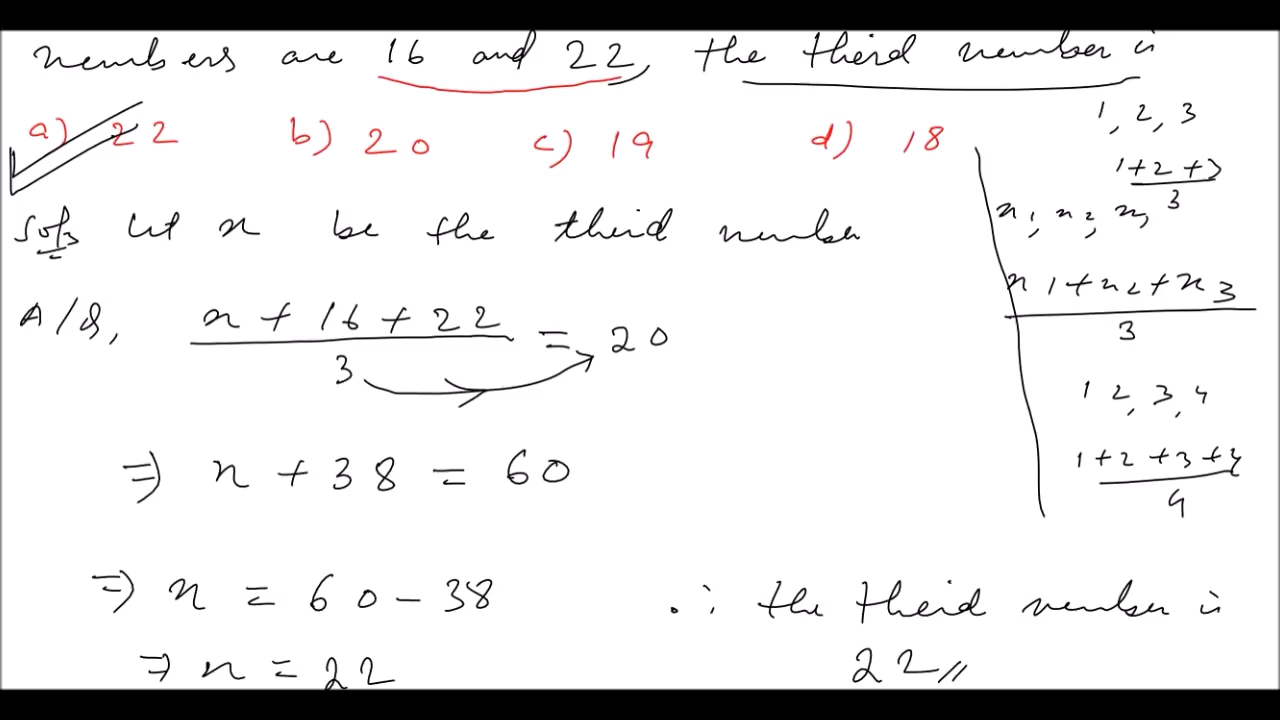 numbers are 16 and 22, the third number is
a) 22 b) 20 c) 19 d) 18
Soln let x be the third number
A/Q, x + 16 + 22 / 3 = 20
⇒ x + 38 = 60
⇒ x = 60 - 38
⇒ x = 22
∴ the third number is
22 //
1, 2, 3
1+2+3
3
x1, x2, x3
x1+x2+x3
3
1 2, 3, 4
1+2+3+4
4